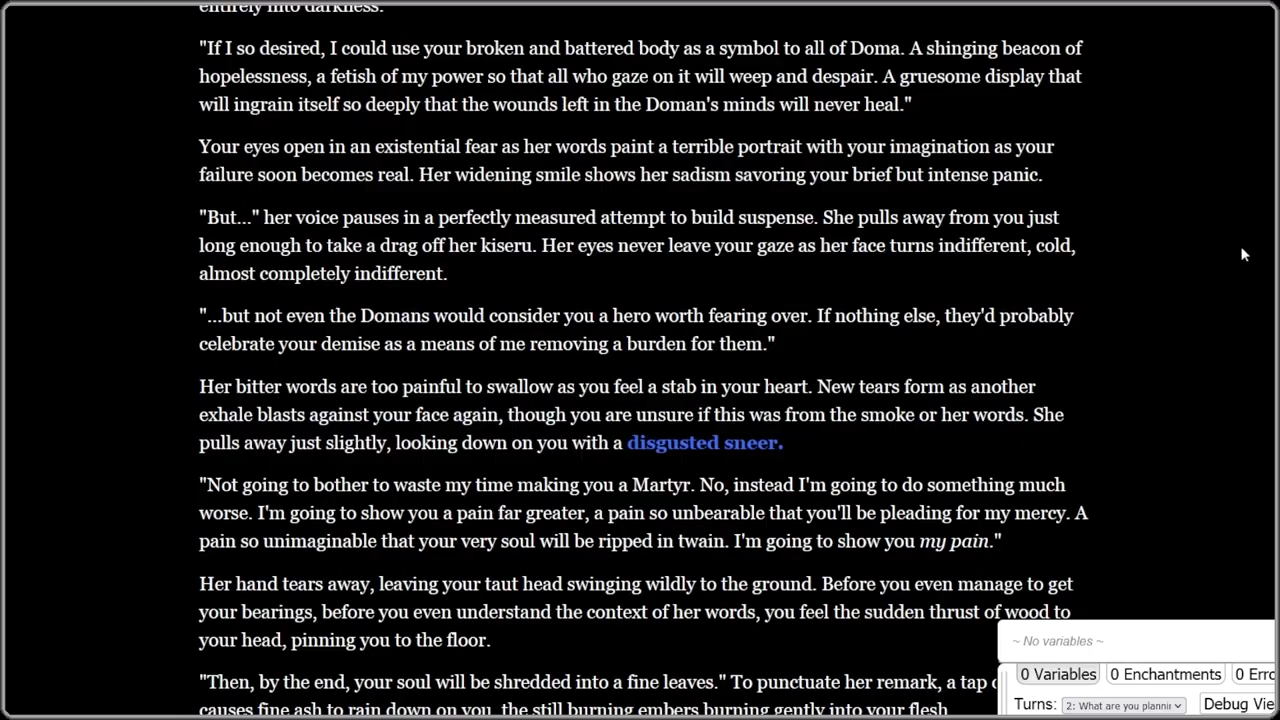 entirely into darkness.
"If I so desired, I could use your broken and battered body as a symbol to all of Doma. A shinging beacon of
hopelessness, a fetish of my power so that all who gaze on it will weep and despair. A gruesome display that
will ingrain itself so deeply that the wounds left in the Doman's minds will never heal."
Your eyes open in an existential fear as her words paint a terrible portrait with your imagination as your
failure soon becomes real. Her widening smile shows her sadism savoring your brief but intense panic.
"But..." her voice pauses in a perfectly measured attempt to build suspense. She pulls away from you just
long enough to take a drag off her kiseru. Her eyes never leave your gaze as her face turns indifferent, cold,
almost completely indifferent.
"...but not even the Domans would consider you a hero worth fearing over. If nothing else, they'd probably
celebrate your demise as a means of me removing a burden for them."
Her bitter words are too painful to swallow as you feel a stab in your heart. New tears form as another
exhale blasts against your face again, though you are unsure if this was from the smoke or her words. She
pulls away just slightly, looking down on you with a disgusted sneer.
"Not going to bother to waste my time making you a Martyr. No, instead I'm going to do something much
worse. I'm going to show you a pain far greater, a pain so unbearable that you'll be pleading for my mercy. A
pain so unimaginable that your very soul will be ripped in twain. I'm going to show you my pain."
Her hand tears away, leaving your taut head swinging wildly to the ground. Before you even manage to get
your bearings, before you even understand the context of her words, you feel the sudden thrust of wood to
your head, pinning you to the floor.
"Then, by the end, your soul will be shredded into a fine leaves." To punctuate her remark, a tap
causes fine ash to rain down on you, the still burning embers burning gently into your flesh
~ No variables ~
0 Variables 0 Enchantments 0 Erro
Turns: 2: What are you planni Debug Vie